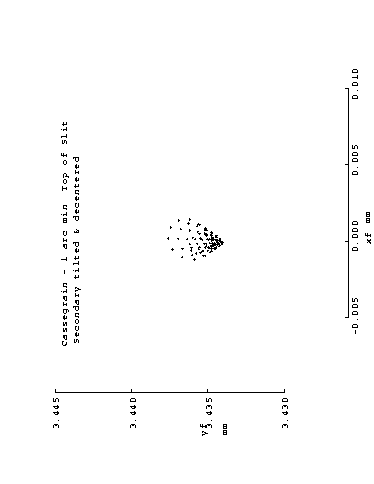 Cassegrain - 1 arc min Top of Slit
Secondary tilted & decentered
3.445
3.440
3.435
3.430
yf
mm
-0.005
0.000
0.005
0.010
xf mm